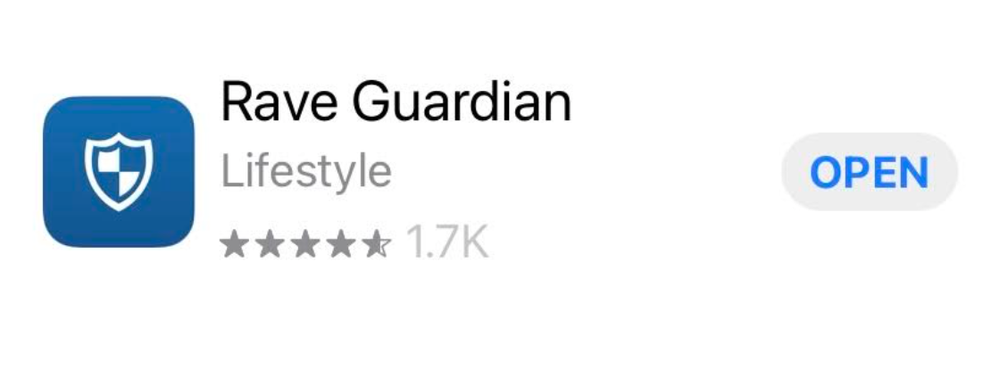 Rave Guardian
Lifestyle
OPEN
1.7K